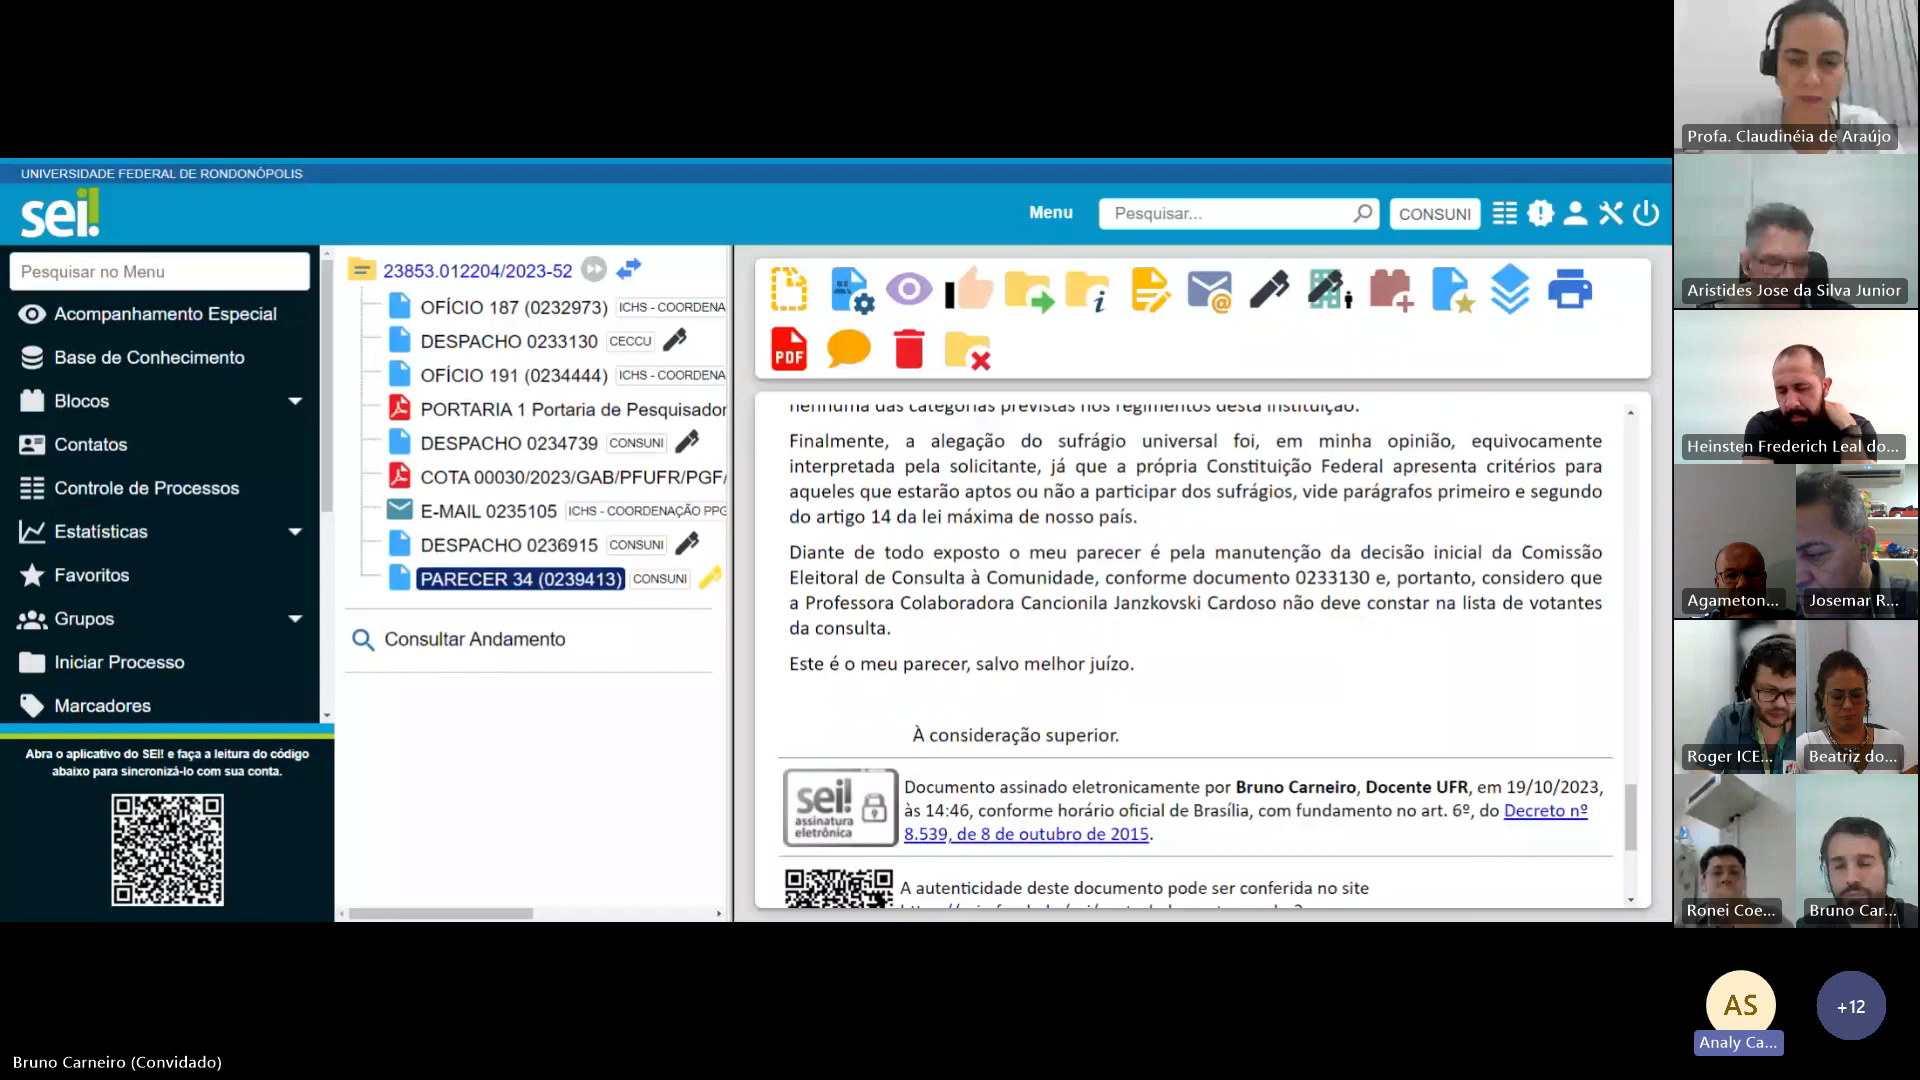 UNIVERSIDADE FEDERAL DE RONDONÓPOLIS
sei!
Menu
Pesquisar...
CONSUNI
Pesquisar no Menu
Acompanhamento Especial
Base de Conhecimento
Blocos
Contatos
Controle de Processos
Estatísticas
Favoritos
Grupos
Iniciar Processo
Marcadores
Abra o aplicativo do SEI! e faça a leitura do código
abaixo para sincronizá-lo com sua conta.
23853.012204/2023-52
OFÍCIO 187 (0232973) ICHS - COORDENA
DESPACHO 0233130 CECCU
OFÍCIO 191 (0234444) ICHS - COORDENA
PORTARIA 1 Portaria de Pesquisador
DESPACHO 0234739 CONSUNI
COTA 00030/2023/GAB/PFUFR/PGF/
E-MAIL 0235105 ICHS - COORDENAÇÃO PPG
DESPACHO 0236915 CONSUNI
PARECER 34 (0239413) CONSUNI
Consultar Andamento
PDF
nenhuma das categorias previstas nos regimentos desta instituição.
Finalmente, a alegação do sufrágio universal foi, em minha opinião, equivocamente
interpretada pela solicitante, já que a própria Constituição Federal apresenta critérios para
aqueles que estarão aptos ou não a participar dos sufrágios, vide parágrafos primeiro e segundo
do artigo 14 da lei máxima de nosso país.
Diante de todo exposto o meu parecer é pela manutenção da decisão inicial da Comissão
Eleitoral de Consulta à Comunidade, conforme documento 0233130 e, portanto, considero que
a Professora Colaboradora Cancionila Janzkovski Cardoso não deve constar na lista de votantes
da consulta.
Este é o meu parecer, salvo melhor juízo.
À consideração superior.
sei!
assinatura
eletrônica
Documento assinado eletronicamente por Bruno Carneiro, Docente UFR, em 19/10/2023,
às 14:46, conforme horário oficial de Brasília, com fundamento no art. 6º, do Decreto nº
8.539, de 8 de outubro de 2015.
A autenticidade deste documento pode ser conferida no site
Profa. Claudinéia de Araújo
Aristides Jose da Silva Junior
Heinsten Frederich Leal do...
Agameton...
Josemar R...
Roger ICE...
Beatriz do...
Ronei Coe...
Bruno Car...
AS
+12
Analy Ca...
Bruno Carneiro (Convidado)